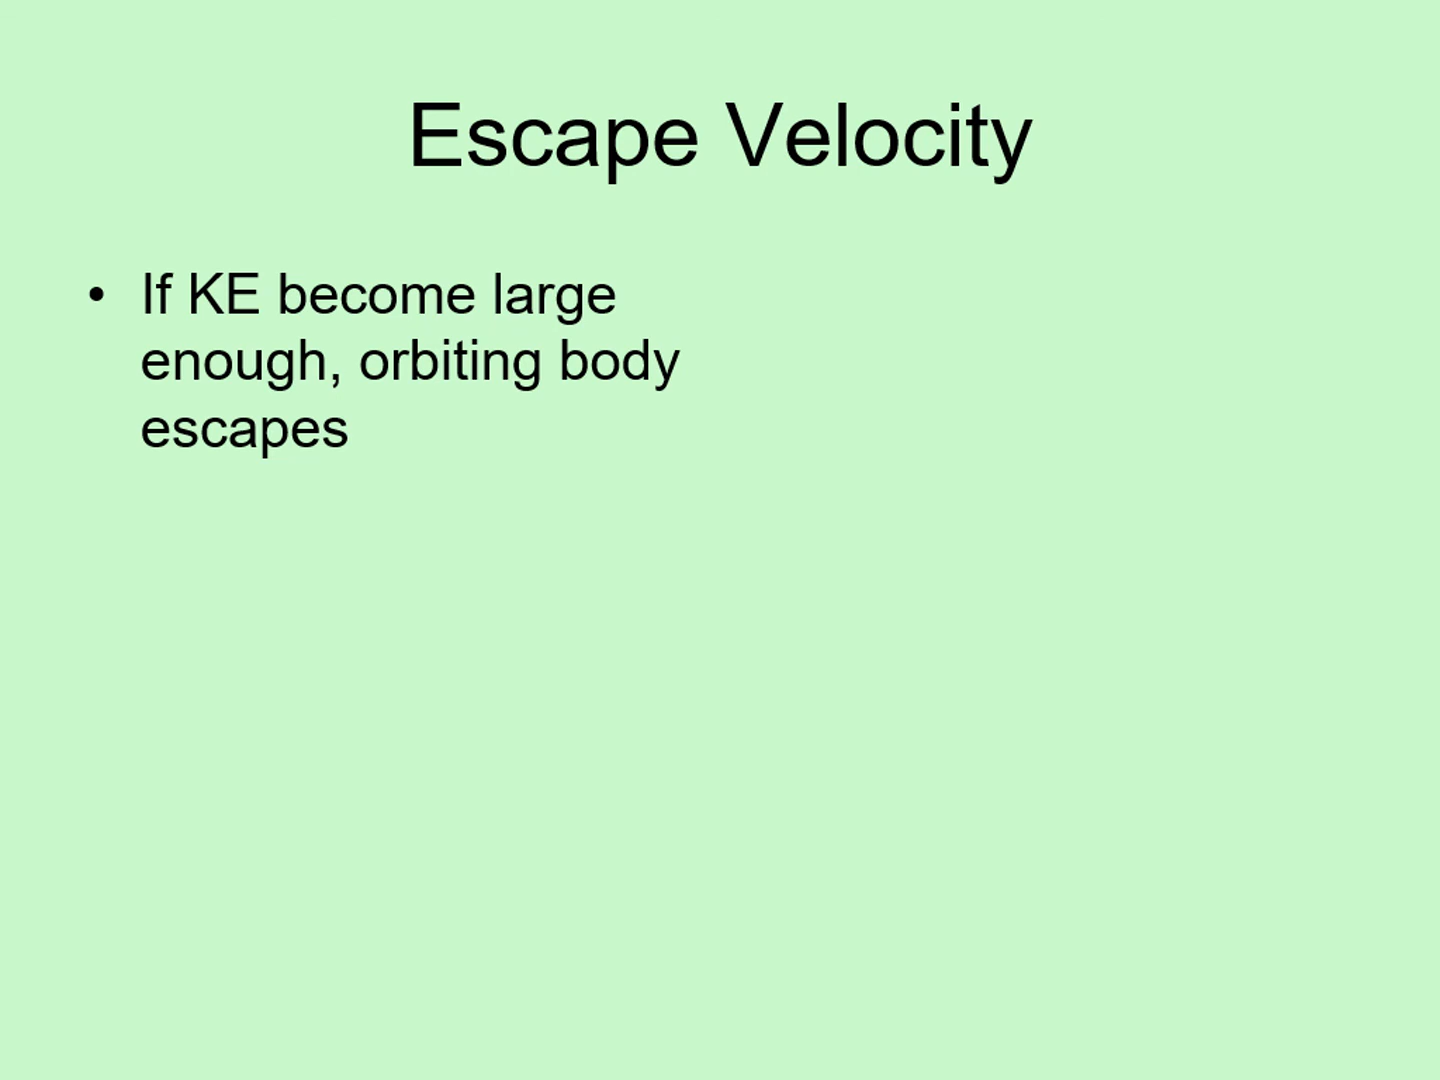 Escape Velocity
• If KE become large
enough, orbiting body
escapes